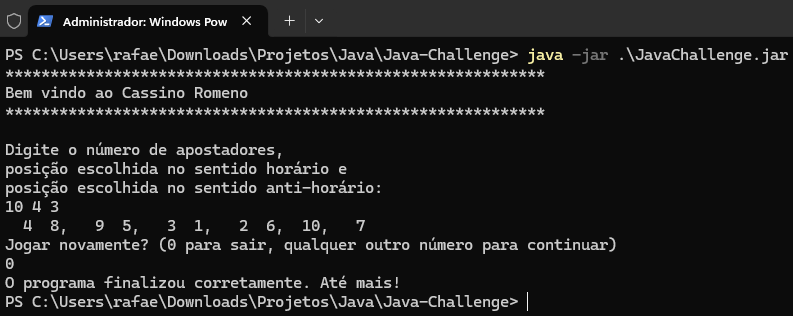 Administrador: Windows Pow
PS C:\Users\rafae\Downloads\Projetos\Java\Java-Challenge> java -jar .\JavaChallenge.jar
************************************************************
Bem vindo ao Cassino Romeno
************************************************************
Digite o número de apostadores,
posição escolhida no sentido horário e
posição escolhida no sentido anti-horário:
10 4 3
  4  8,   9  5,   3  1,   2  6,  10,   7
Jogar novamente? (0 para sair, qualquer outro número para continuar)
0
O programa finalizou corretamente. Até mais!
PS C:\Users\rafae\Downloads\Projetos\Java\Java-Challenge>